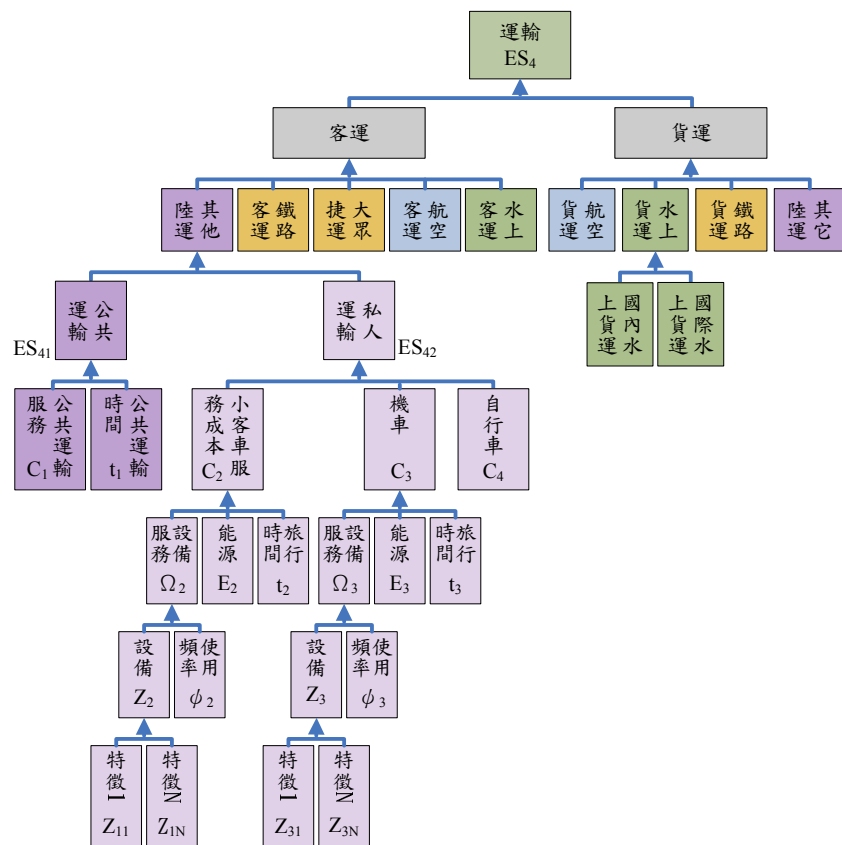 運輸
ES₄
客運
貨運
其他
陸運
鐵路
客運
大眾
捷運
航空
客運
水上
客運
航空
貨運
水上
貨運
鐵路
貨運
其它
陸運
公共
運輸
ES₄₁
私人
運輸
ES₄₂
國內水
上貨運
國際水
上貨運
公共運輸
服務
C₁
公共運輸
時間
t₁
小客車服
務成本
C₂
機車
C₃
自行車
C₄
設備
服務
Ω₂
能源
E₂
旅行
時間
t₂
設備
服務
Ω₃
能源
E₃
旅行
時間
t₃
設備
Z₂
使用
頻率
ϕ₂
設備
Z₃
使用
頻率
ϕ₃
特徵1
Z₁₁
特徵N
Z₁N
特徵1
Z₃₁
特徵N
Z₃N